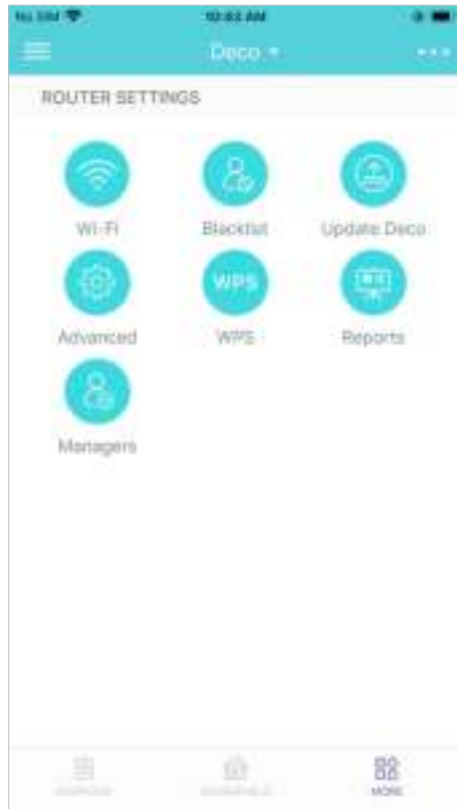 No SIM 10:43 AM
Deco
ROUTER SETTINGS
Wi-Fi Blacklist Update Deco
WPS
Advanced WPS Reports
Managers
MORE